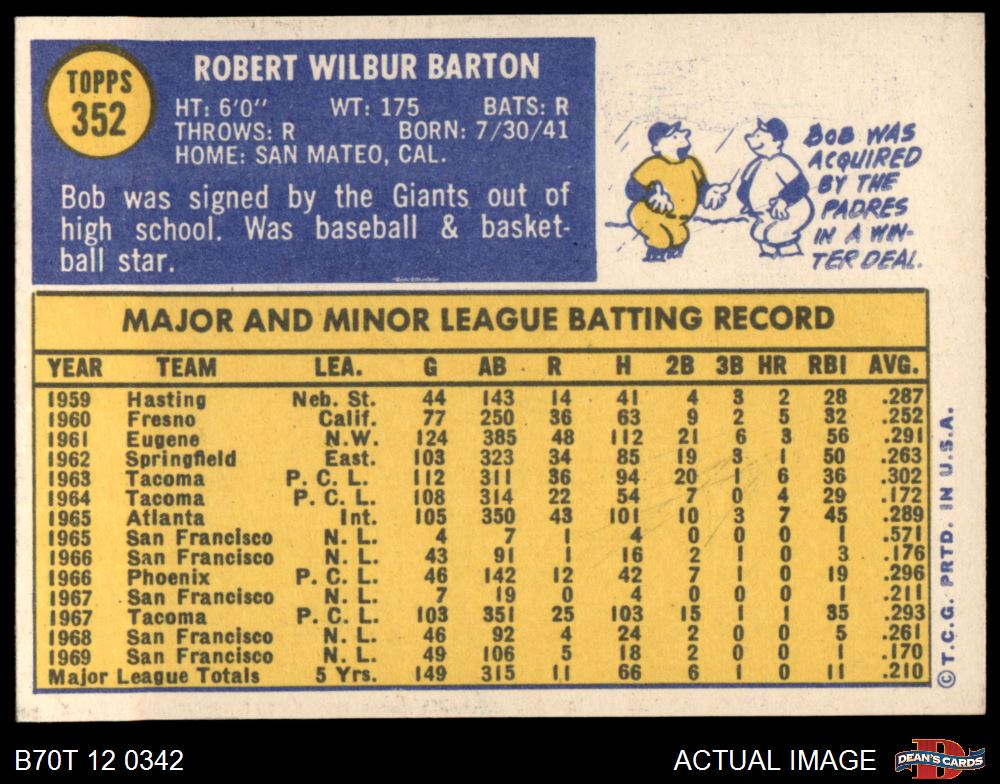 TOPPS
352
ROBERT WILBUR BARTON
HT: 6'0" WT: 175 BATS: R
THROWS: R BORN: 7/30/41
HOME: SAN MATEO, CAL.
Bob was signed by the Giants out of
high school. Was baseball & basket-
ball star.
BOB WAS
ACQUIRED
BY THE
PADRES
IN A WIN-
TER DEAL.
MAJOR AND MINOR LEAGUE BATTING RECORD
YEAR TEAM LEA. G AB R H 2B 3B HR RBI AVG.
1959 Hasting Neb. St. 44 143 14 41 4 3 2 28 .287
1960 Fresno Calif. 77 250 36 63 9 2 5 32 .252
1961 Eugene N.W. 124 385 48 112 21 6 3 56 .291
1962 Springfield East. 103 323 34 85 19 3 1 50 .263
1963 Tacoma P. C. L. 112 311 36 94 20 1 6 36 .302
1964 Tacoma P. C. L. 108 314 22 54 7 0 4 29 .172
1965 Atlanta Int. 105 350 43 101 10 3 7 45 .289
1965 San Francisco N. L. 4 7 1 4 0 0 0 1 .571
1966 San Francisco N. L. 43 91 1 16 2 1 0 3 .176
1966 Phoenix P. C. L. 46 142 12 42 7 1 0 19 .296
1967 San Francisco N. L. 7 19 0 4 0 0 0 1 .211
1967 Tacoma P. C. L. 103 351 25 103 15 1 1 35 .293
1968 San Francisco N. L. 46 92 4 24 2 0 0 5 .261
1969 San Francisco N. L. 49 106 5 18 2 0 0 1 .170
Major League Totals 5 Yrs. 149 315 11 66 6 1 0 11 .210
© T.C.G. PRTD. IN U.S.A.
B70T 12 0342
ACTUAL IMAGE
DEAN'S CARDS